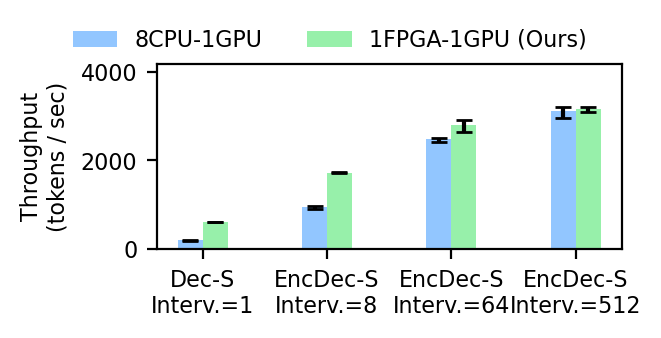 8CPU-1GPU 1FPGA-1GPU (Ours)
Throughput
(tokens / sec)
4000
2000
0
Dec-S EncDec-S EncDec-S EncDec-S
Interv.=1 Interv.=8 Interv.=64 Interv.=512